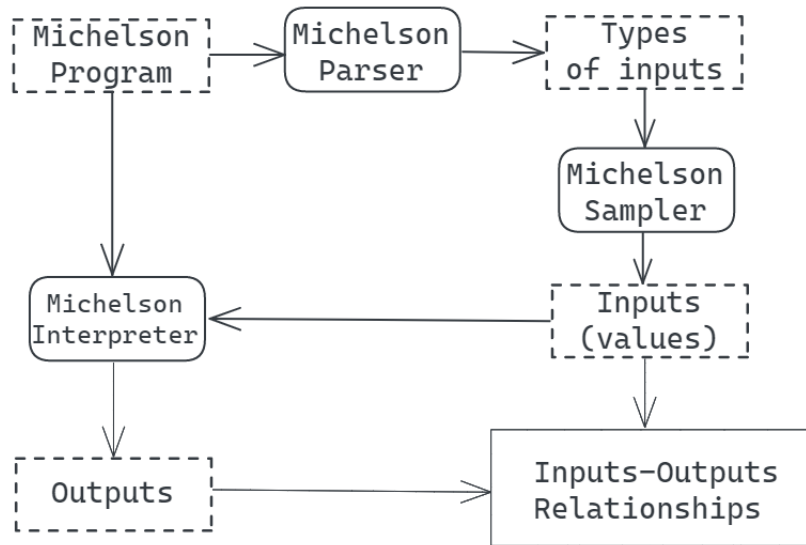 Michelson
Program
Michelson
Parser
Types
of inputs
Michelson
Sampler
Michelson
Interpreter
Inputs
(values)
Outputs
Inputs-Outputs
Relationships